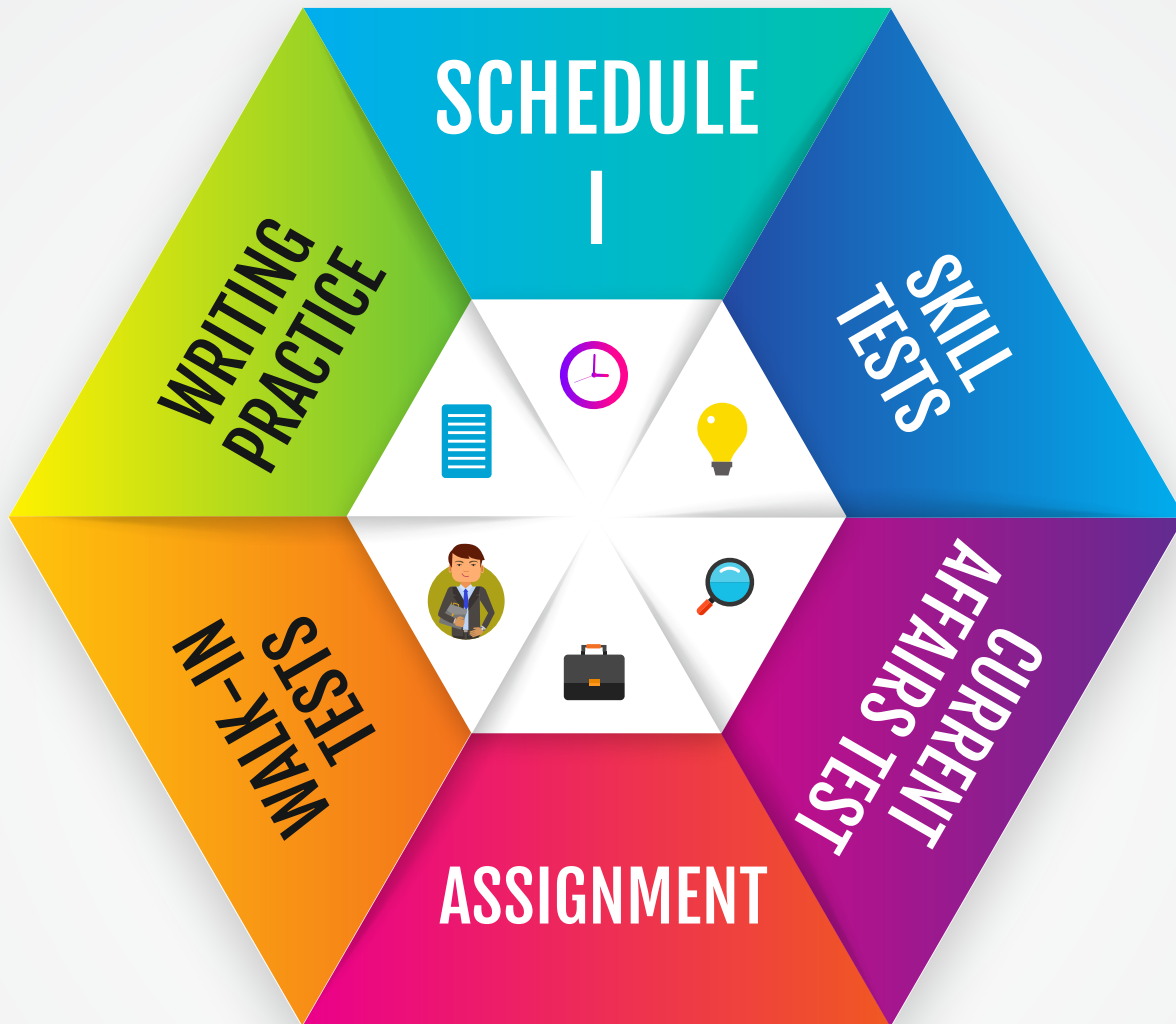 SCHEDULE
I
SKILL
TESTS
CURRENT
AFFAIRS TEST
ASSIGNMENT
WALK-IN
TESTS
WRITING
PRACTICE